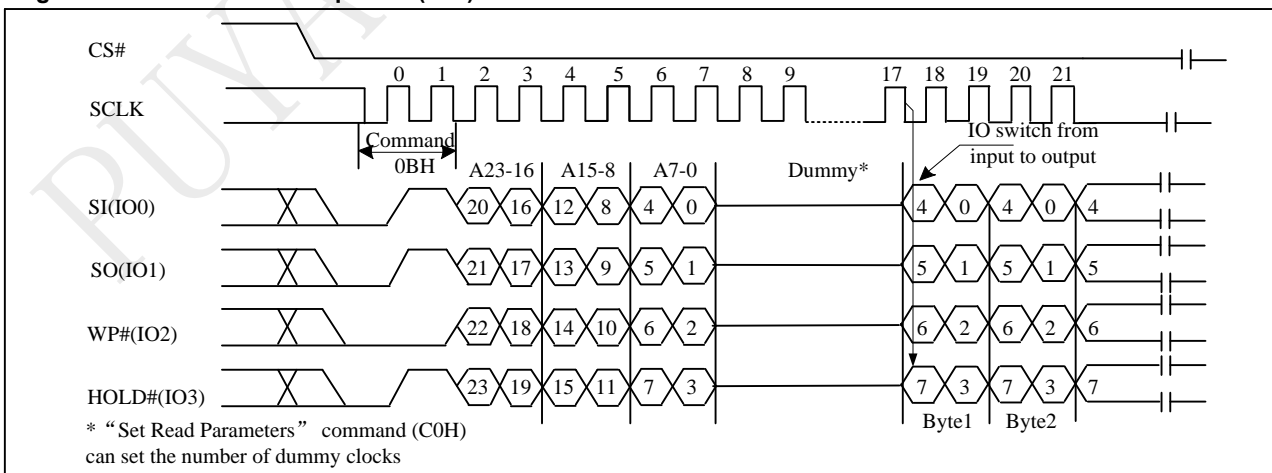 PUYA
CS#
0 1 2 3 4 5 6 7 8 9 17 18 19 20 21
SCLK
Command
0BH
IO switch from
input to output
A23-16 A15-8 A7-0 Dummy*
SI(IO0) 20 16 12 8 4 0 4 0 4 0 4
SO(IO1) 21 17 13 9 5 1 5 1 5 1 5
WP#(IO2) 22 18 14 10 6 2 6 2 6 2 6
HOLD#(IO3) 23 19 15 11 7 3 7 3 7 3 7
Byte1 Byte2
* “Set Read Parameters” command (C0H)
can set the number of dummy clocks